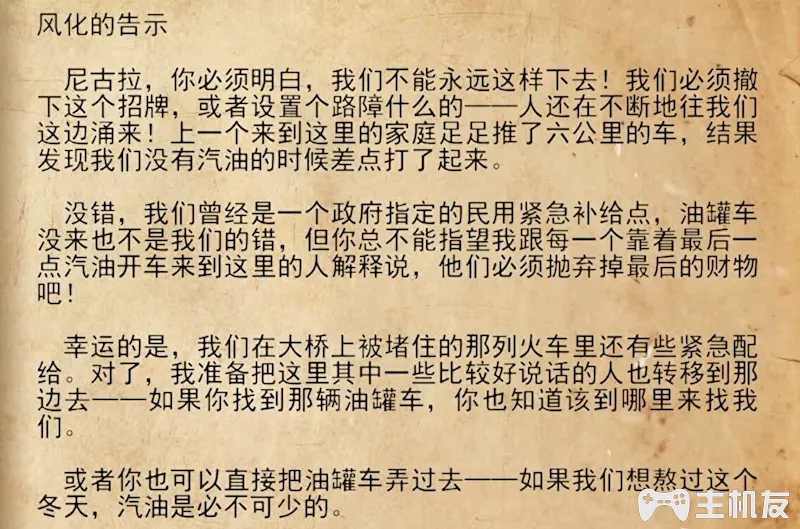 风化的告示
尼古拉，你必须明白，我们不能永远这样下去！我们必须撤
下这个招牌，或者设置个路障什么的——人还在不断地往我们
这边涌来！上一个来到这里的家庭足足推了六公里的车，结果
发现我们没有汽油的时候差点打了起来。
没错，我们曾经是一个政府指定的民用紧急补给点，油罐车
没来也不是我们的错，但你总不能指望我跟每一个靠着最后一
点汽油开车来到这里的人解释说，他们必须抛弃掉最后的财物
吧！
幸运的是，我们在大桥上被堵住的那列火车里还有些紧急配
给。对了，我准备把这里其中一些比较好说话的人也转移到那
边去——如果你找到那辆油罐车，你也知道该到哪里来找我
们。
或者你也可以直接把油罐车弄过去——如果我们想熬过这个
冬天，汽油是必不可少的。
主机友